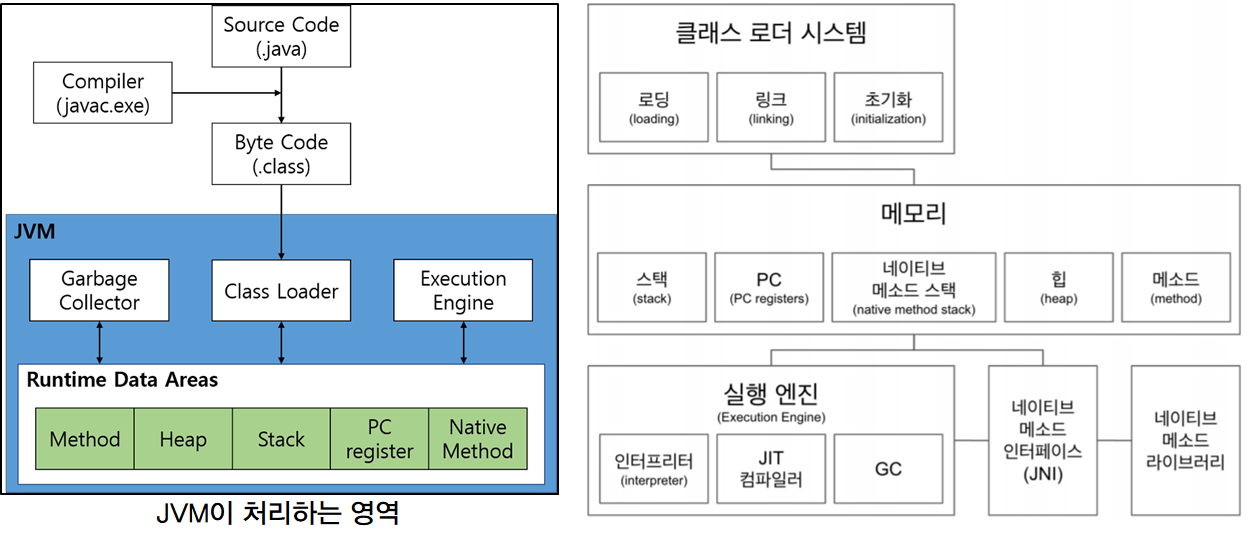 Source Code
(.java)
Compiler
(javac.exe)
Byte Code
(.class)
JVM
Garbage
Collector
Class Loader
Execution
Engine
Runtime Data Areas
Method
Heap
Stack
PC
register
Native
Method
JVM이 처리하는 영역
클래스 로더 시스템
로딩
(loading)
링크
(linking)
초기화
(initialization)
메모리
스택
(stack)
PC
(PC registers)
네이티브
메소드 스택
(native method stack)
힙
(heap)
메소드
(method)
실행 엔진
(Execution Engine)
인터프리터
(interpreter)
JIT
컴파일러
GC
네이티브
메소드
인터페이스
(JNI)
네이티브
메소드
라이브러리